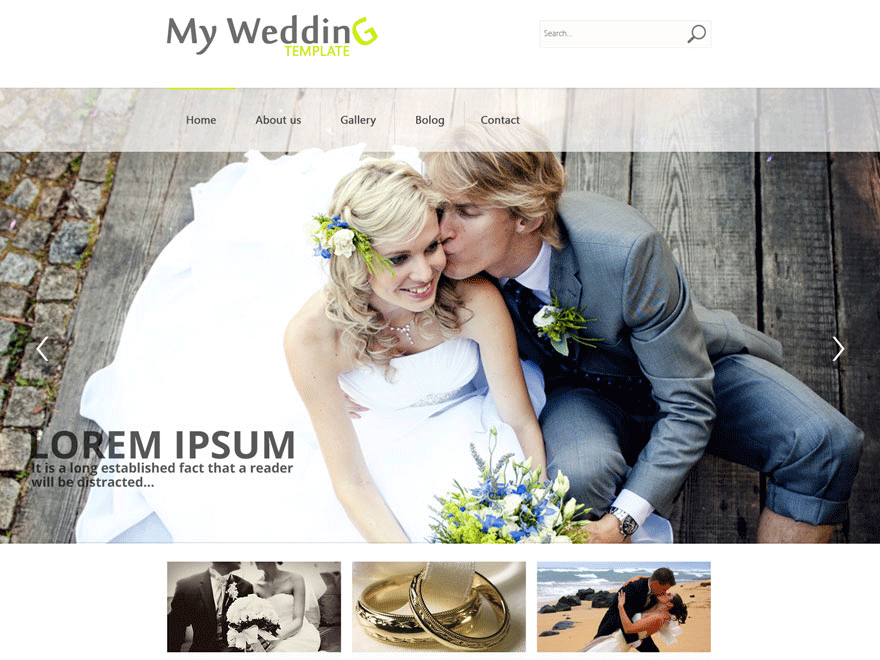 My WeddinG
TEMPLATE
Search...
Home About us Gallery Bolog Contact
LOREM IPSUM
It is a long established fact that a reader
will be distracted...